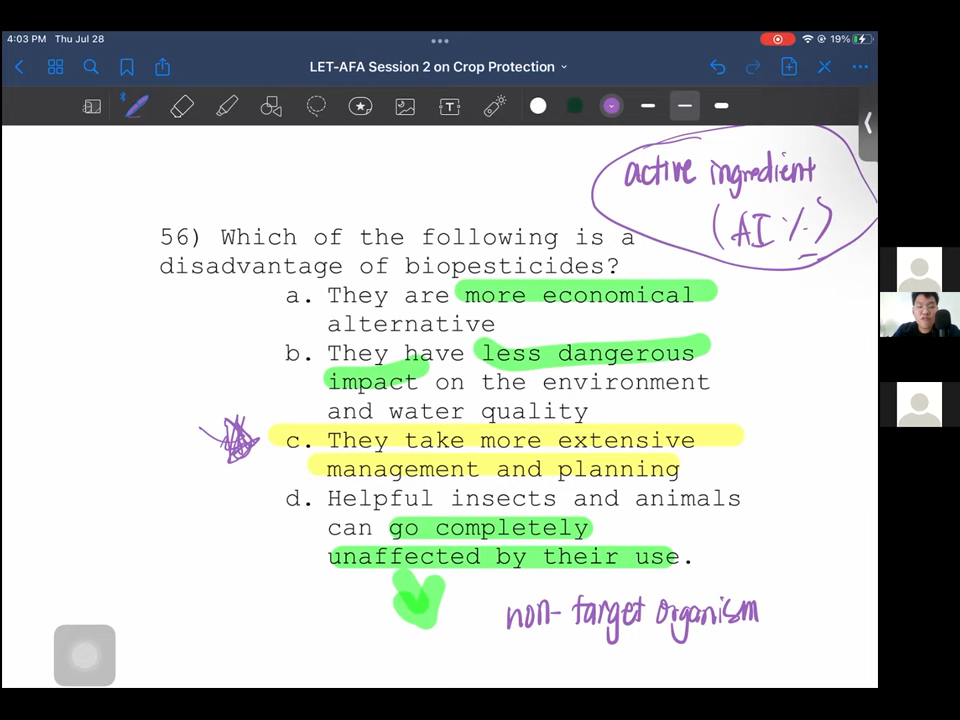 4:03 PM Thu Jul 28
19%
LET-AFA Session 2 on Crop Protection
active ingredient
(AI %)
56) Which of the following is a
disadvantage of biopesticides?
a. They are more economical
alternative
b. They have less dangerous
impact on the environment
and water quality
c. They take more extensive
management and planning
d. Helpful insects and animals
can go completely
unaffected by their use.
non-target organism